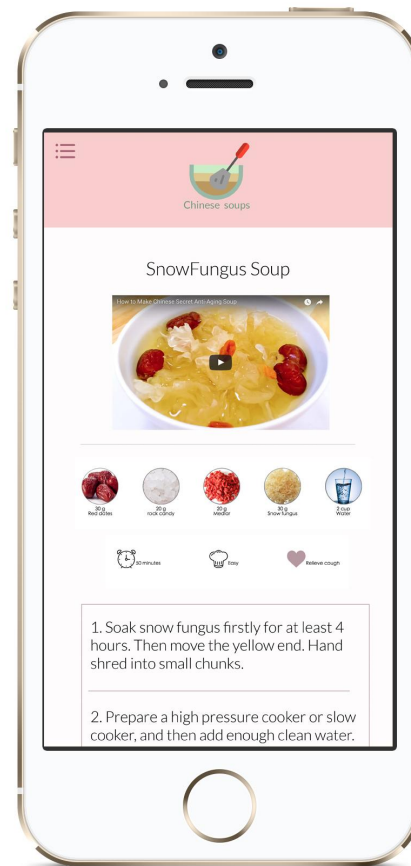 Chinese soups
SnowFungus Soup
How to Make Chinese Secret Anti-Aging Soup
30 g
Red dates
20 g
rock candy
20 g
Medlar
30 g
Snow fungus
2 cup
Water
50 minutes
Easy
Relieve cough
1. Soak snow fungus firstly for at least 4
hours. Then move the yellow end. Hand
shred into small chunks.
2. Prepare a high pressure cooker or slow
cooker, and then add enough clean water.